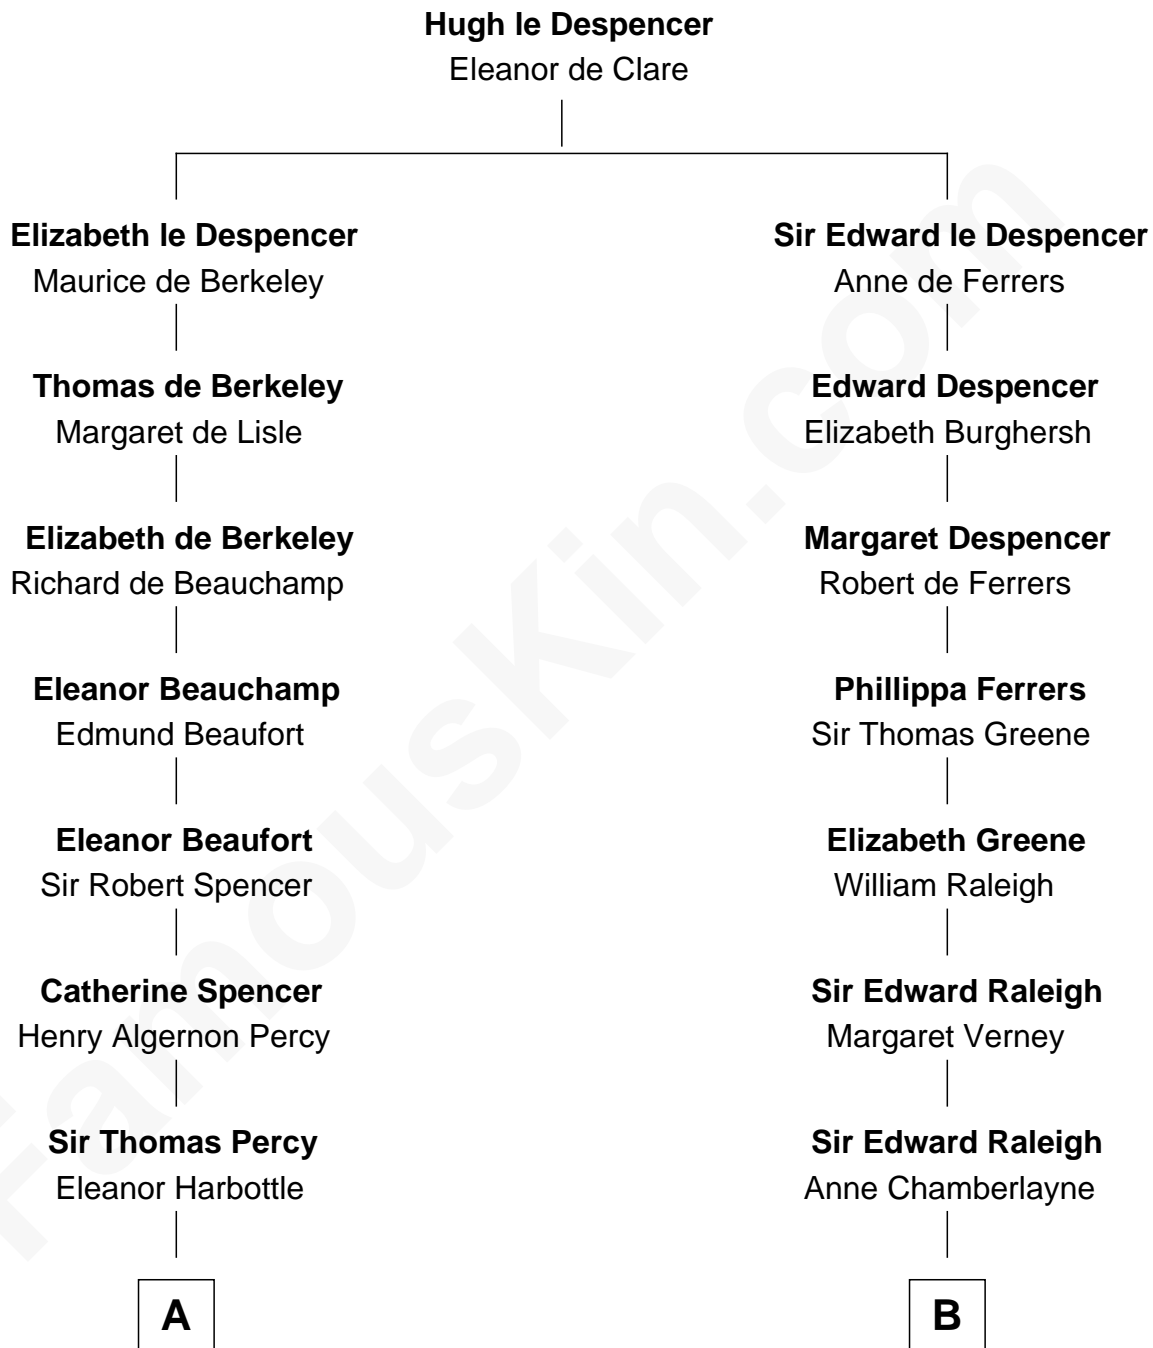 Hugh le Despencer
Eleanor de Clare
Elizabeth le Despencer
Maurice de Berkeley
Sir Edward le Despencer
Anne de Ferrers
Thomas de Berkeley
Margaret de Lisle
Edward Despencer
Elizabeth Burghersh
Elizabeth de Berkeley
Richard de Beauchamp
Margaret Despencer
Robert de Ferrers
Eleanor Beauchamp
Edmund Beaufort
Phillippa Ferrers
Sir Thomas Greene
Eleanor Beaufort
Sir Robert Spencer
Elizabeth Greene
William Raleigh
Catherine Spencer
Henry Algernon Percy
Sir Edward Raleigh
Margaret Verney
Sir Thomas Percy
Eleanor Harbottle
Sir Edward Raleigh
Anne Chamberlayne
A
B
FamousKin.com